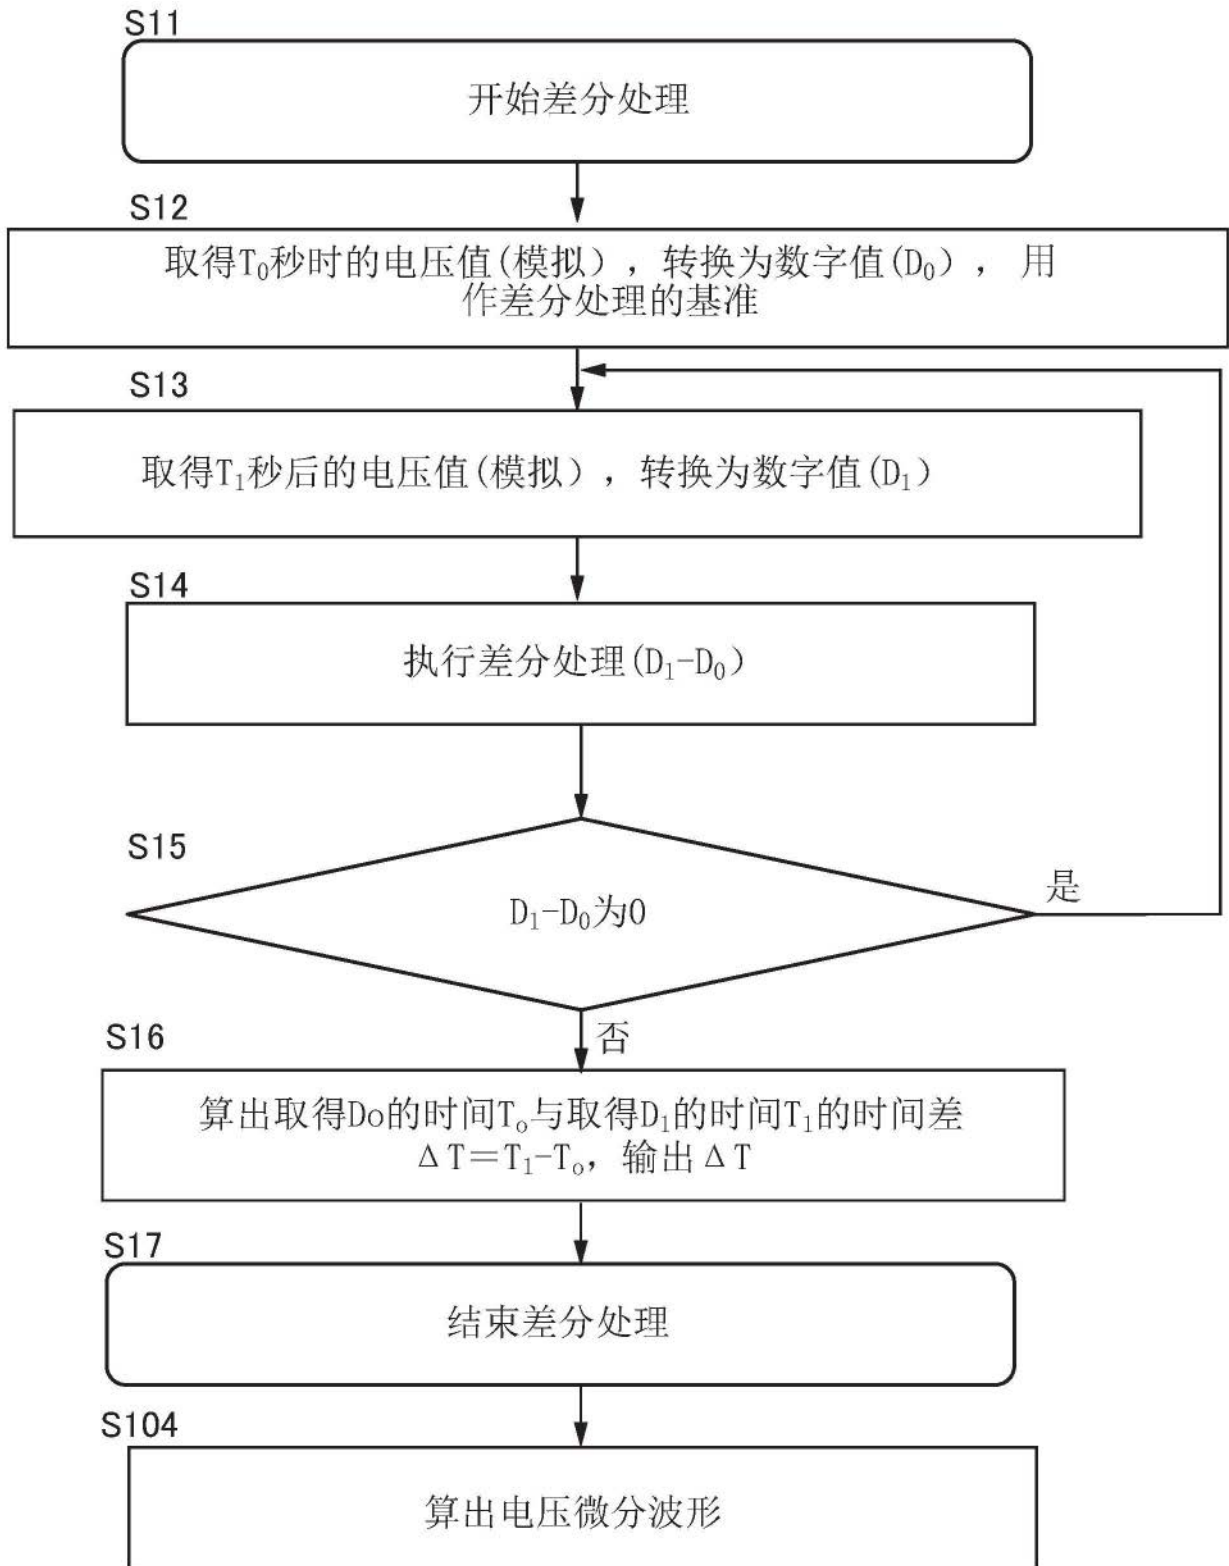 S11
开始差分处理
S12
取得T₀秒时的电压值(模拟），转换为数字值(D₀），用
作差分处理的基准
S13
取得T₁秒后的电压值(模拟），转换为数字值(D₁）
S14
执行差分处理(D₁-D₀）
S15
D₁-D₀为0
是
否
S16
算出取得Do的时间Tₒ与取得D₁的时间T₁的时间差
ΔT＝T₁-Tₒ，输出ΔT
S17
结束差分处理
S104
算出电压微分波形